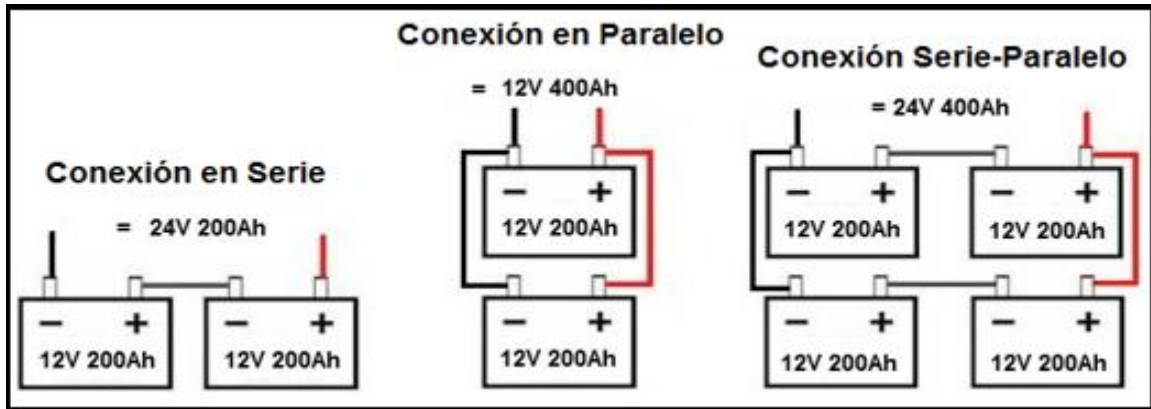 Conexión en Serie
= 24V 200Ah
− +
12V 200Ah
− +
12V 200Ah
Conexión en Paralelo
= 12V 400Ah
− +
12V 200Ah
− +
12V 200Ah
Conexión Serie-Paralelo
= 24V 400Ah
− +
12V 200Ah
− +
12V 200Ah
− +
12V 200Ah
− +
12V 200Ah